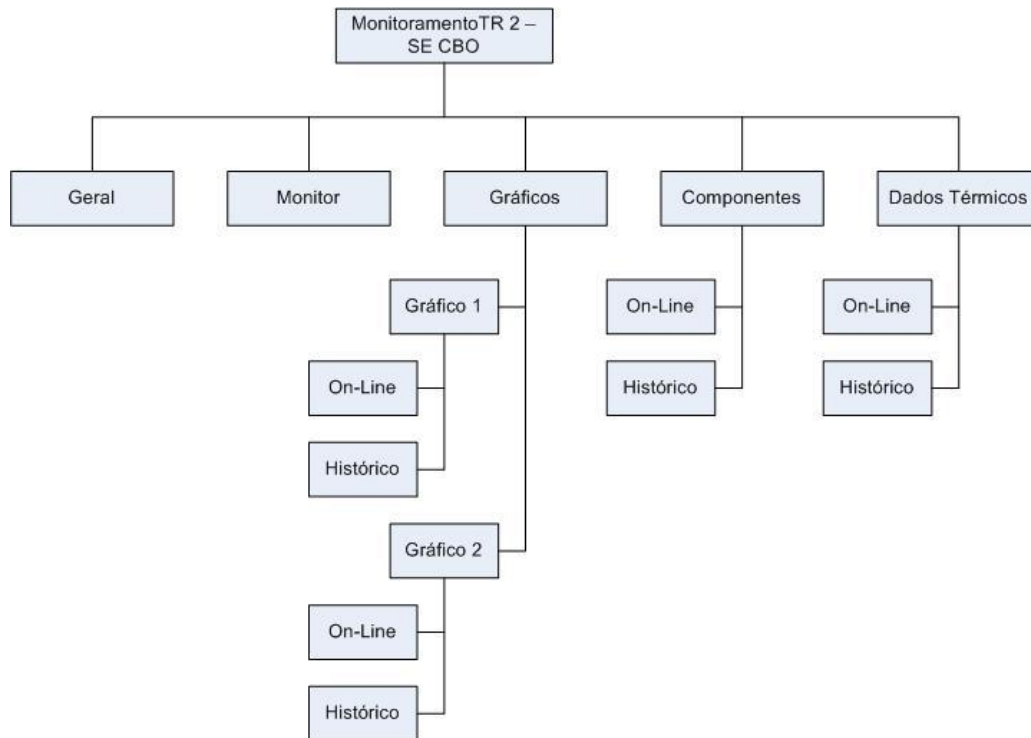 MonitoramentoTR 2 –
SE CBO
Geral
Monitor
Gráficos
Componentes
Dados Térmicos
Gráfico 1
On-Line
Histórico
Gráfico 2
On-Line
Histórico
On-Line
Histórico
On-Line
Histórico